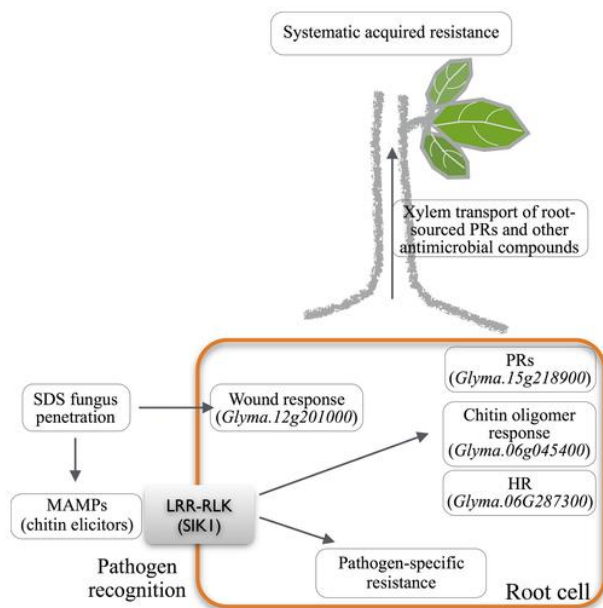 Systematic acquired resistance
Xylem transport of root-
sourced PRs and other
antimicrobial compounds
PRs
(Glyma.15g218900)
SDS fungus
penetration
Wound response
(Glyma.12g201000)
Chitin oligomer
response
(Glyma.06g045400)
HR
(Glyma.06G287300)
MAMPs
(chitin elicitors)
LRR-RLK
(SIK1)
Pathogen
recognition
Pathogen-specific
resistance
Root cell